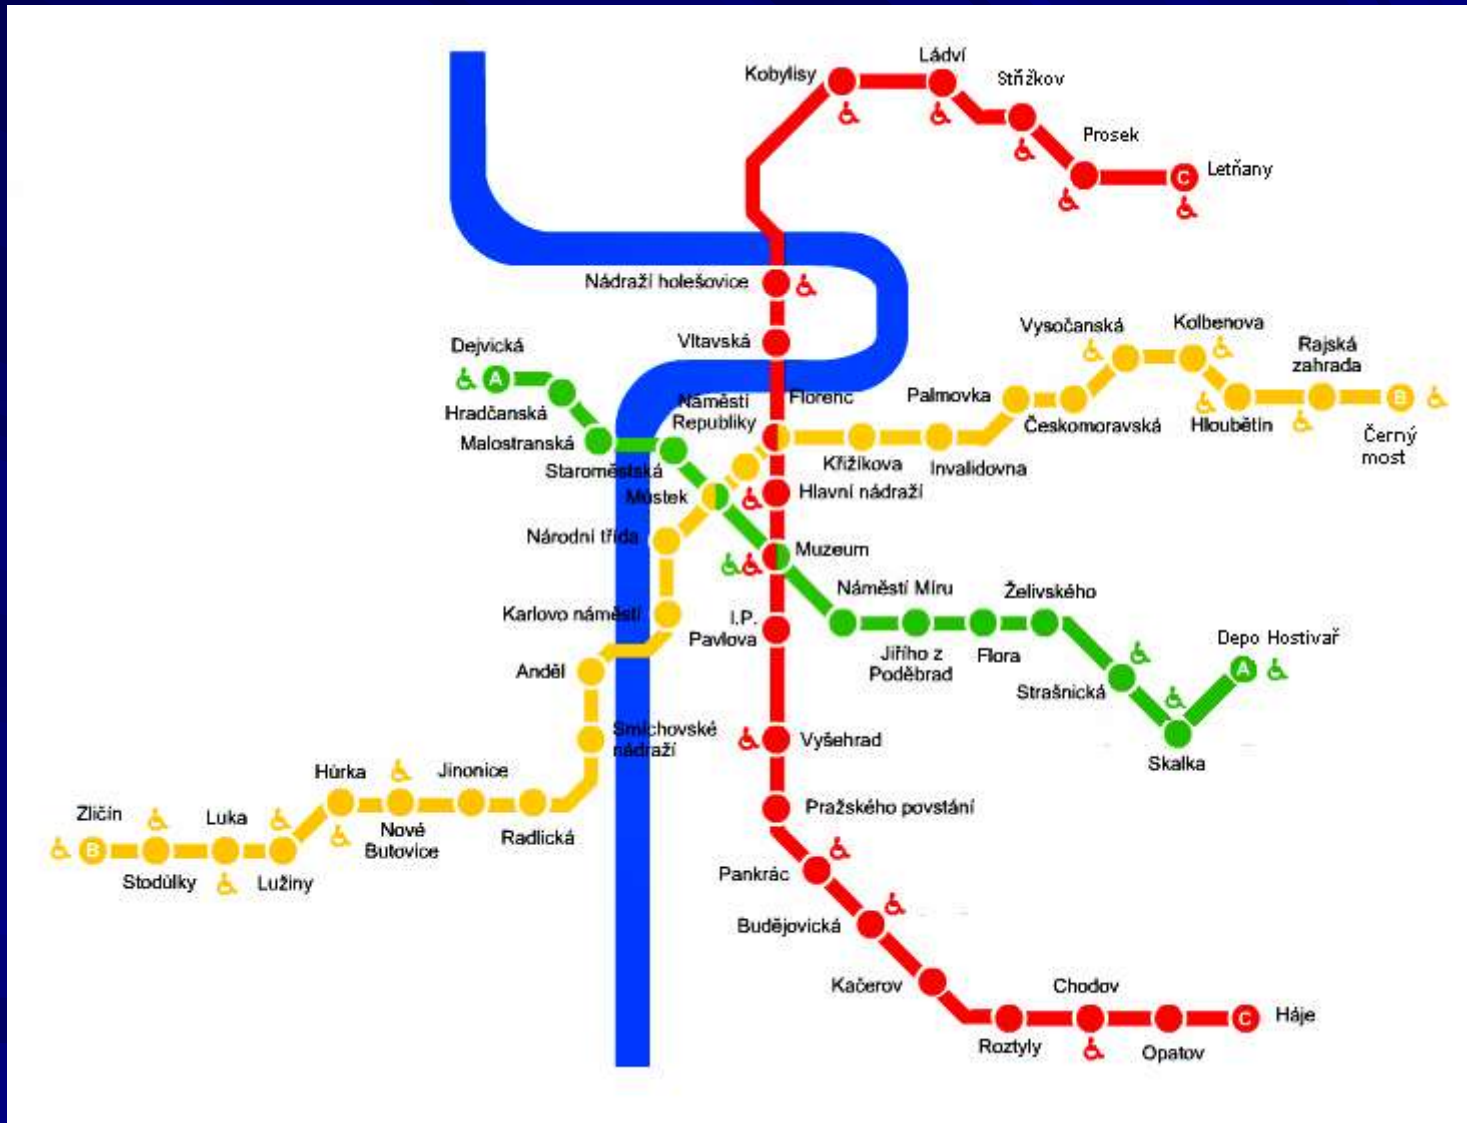 Kobylisy
Ládví
Střížkov
Prosek
C
Letňany
Nádraží holešovice
Vltavská
Dejvická
A
Hradčanská
Malostranská
Staroměstská
Můstek
Náměstí
Republiky
Florenc
Křižíkova
Invalidovna
Palmovka
Českomoravská
Vysočanská
Kolbenova
Hloubětín
Rajská
zahrada
B
Černý
most
Hlavní nádraží
Muzeum
Národní třída
Karlovo náměstí
Anděl
Smíchovské
nádraží
I.P.
Pavlova
Náměstí Míru
Jiřího z
Poděbrad
Flora
Želivského
Strašnická
Skalka
Depo Hostivař
A
Vyšehrad
Pražského povstání
Pankrác
Budějovická
Kačerov
Roztyly
Chodov
Opatov
C
Háje
Zličín
B
Stodůlky
Luka
Lužiny
Hůrka
Nové
Butovice
Jinonice
Radlická